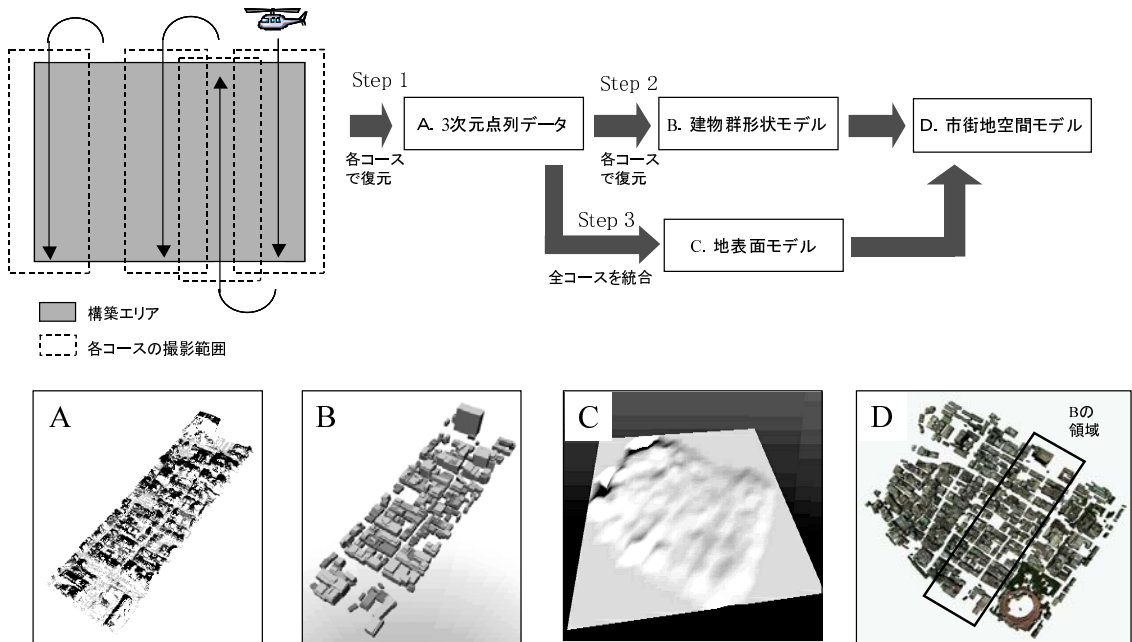 Step 1
各コース
で復元
A. 3次元点列データ
Step 2
各コース
で復元
B. 建物群形状モデル
D. 市街地空間モデル
Step 3
全コースを統合
C. 地表面モデル
構築エリア
各コースの撮影範囲
A
B
C
D
Bの
領域